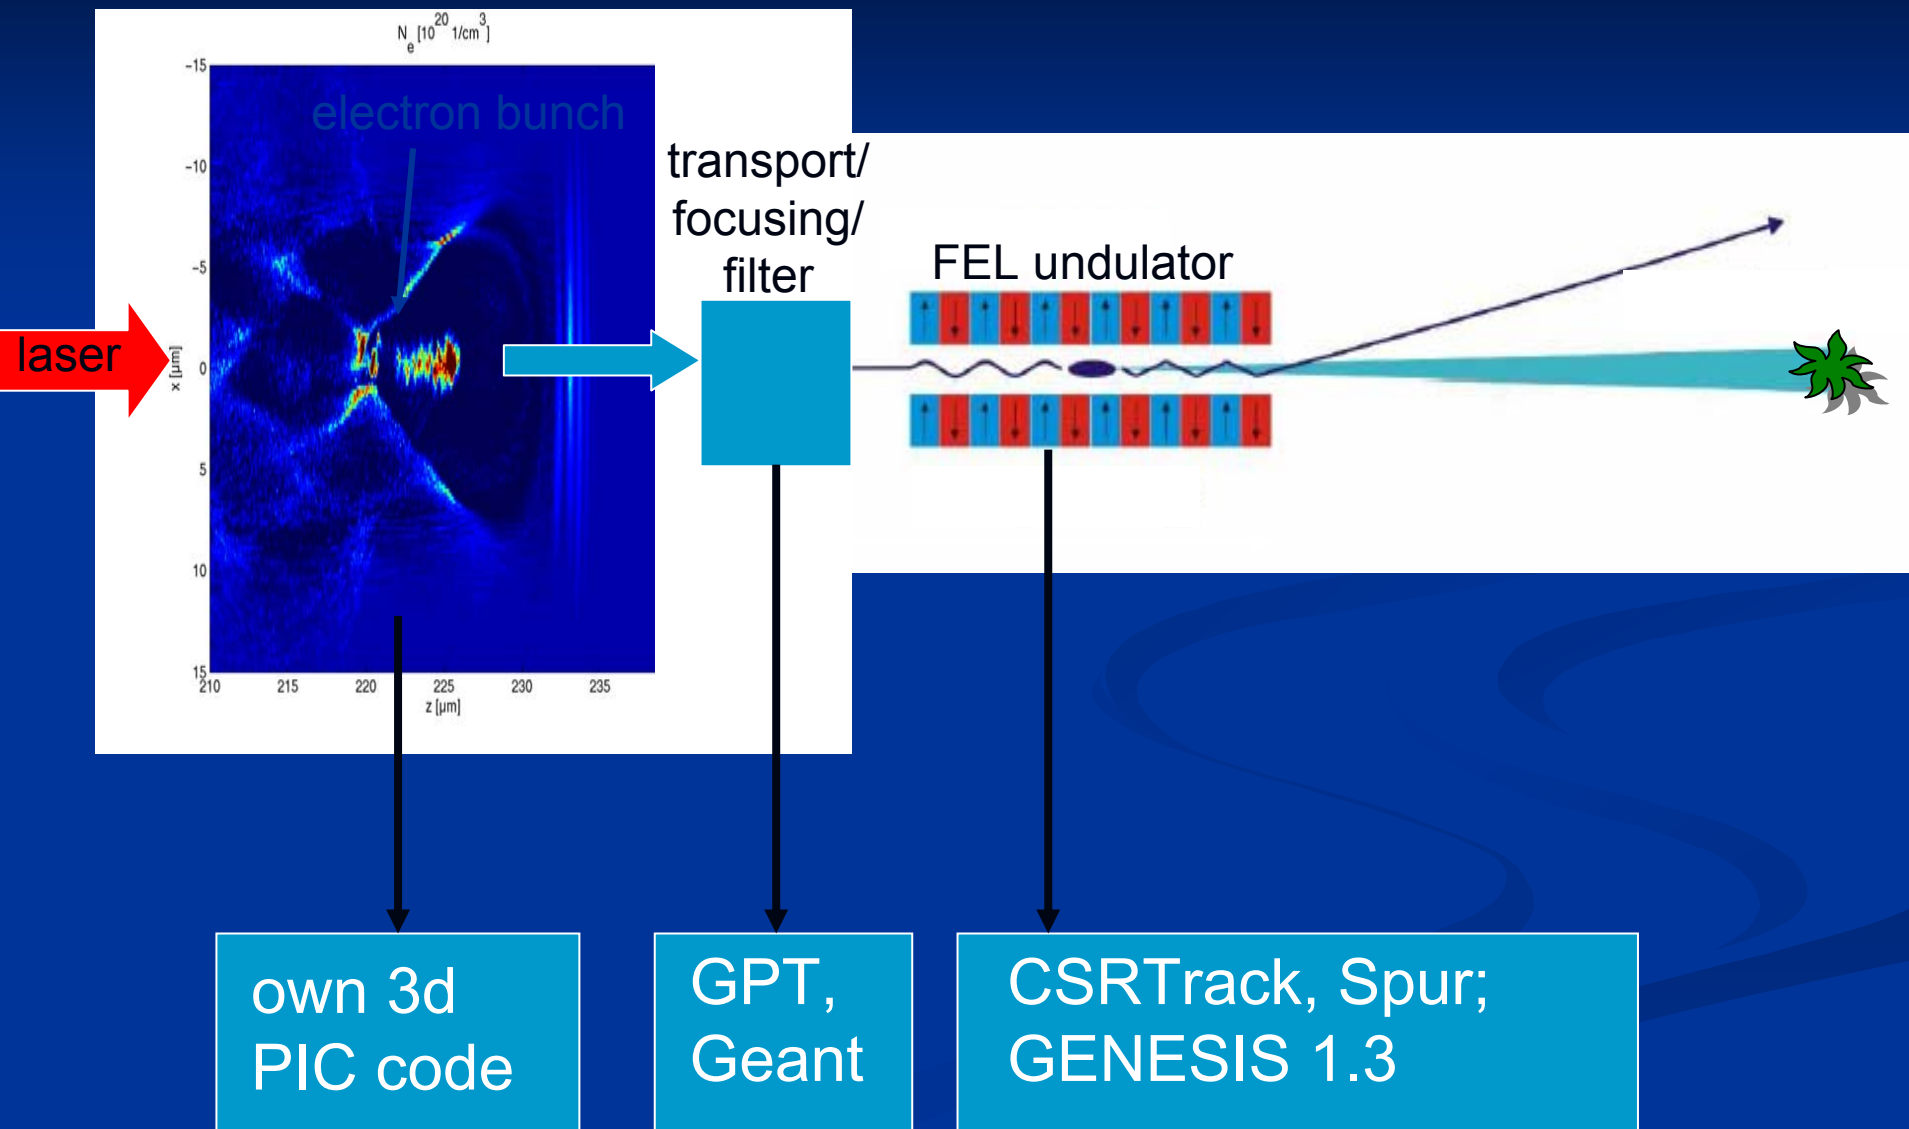 N_e [10^20 1/cm^3]
electron bunch
transport/
focusing/
filter
FEL undulator
laser
x [µm]
-15
-10
-5
0
5
10
15
210 215 220 225 230 235
z [µm]
own 3d
PIC code
GPT,
Geant
CSRTrack, Spur;
GENESIS 1.3